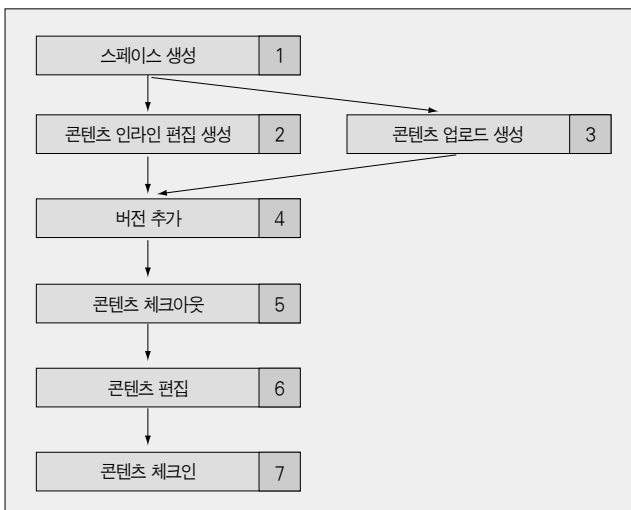 스페이스 생성 1
콘텐츠 인라인 편집 생성 2
콘텐츠 업로드 생성 3
버전 추가 4
콘텐츠 체크아웃 5
콘텐츠 편집 6
콘텐츠 체크인 7